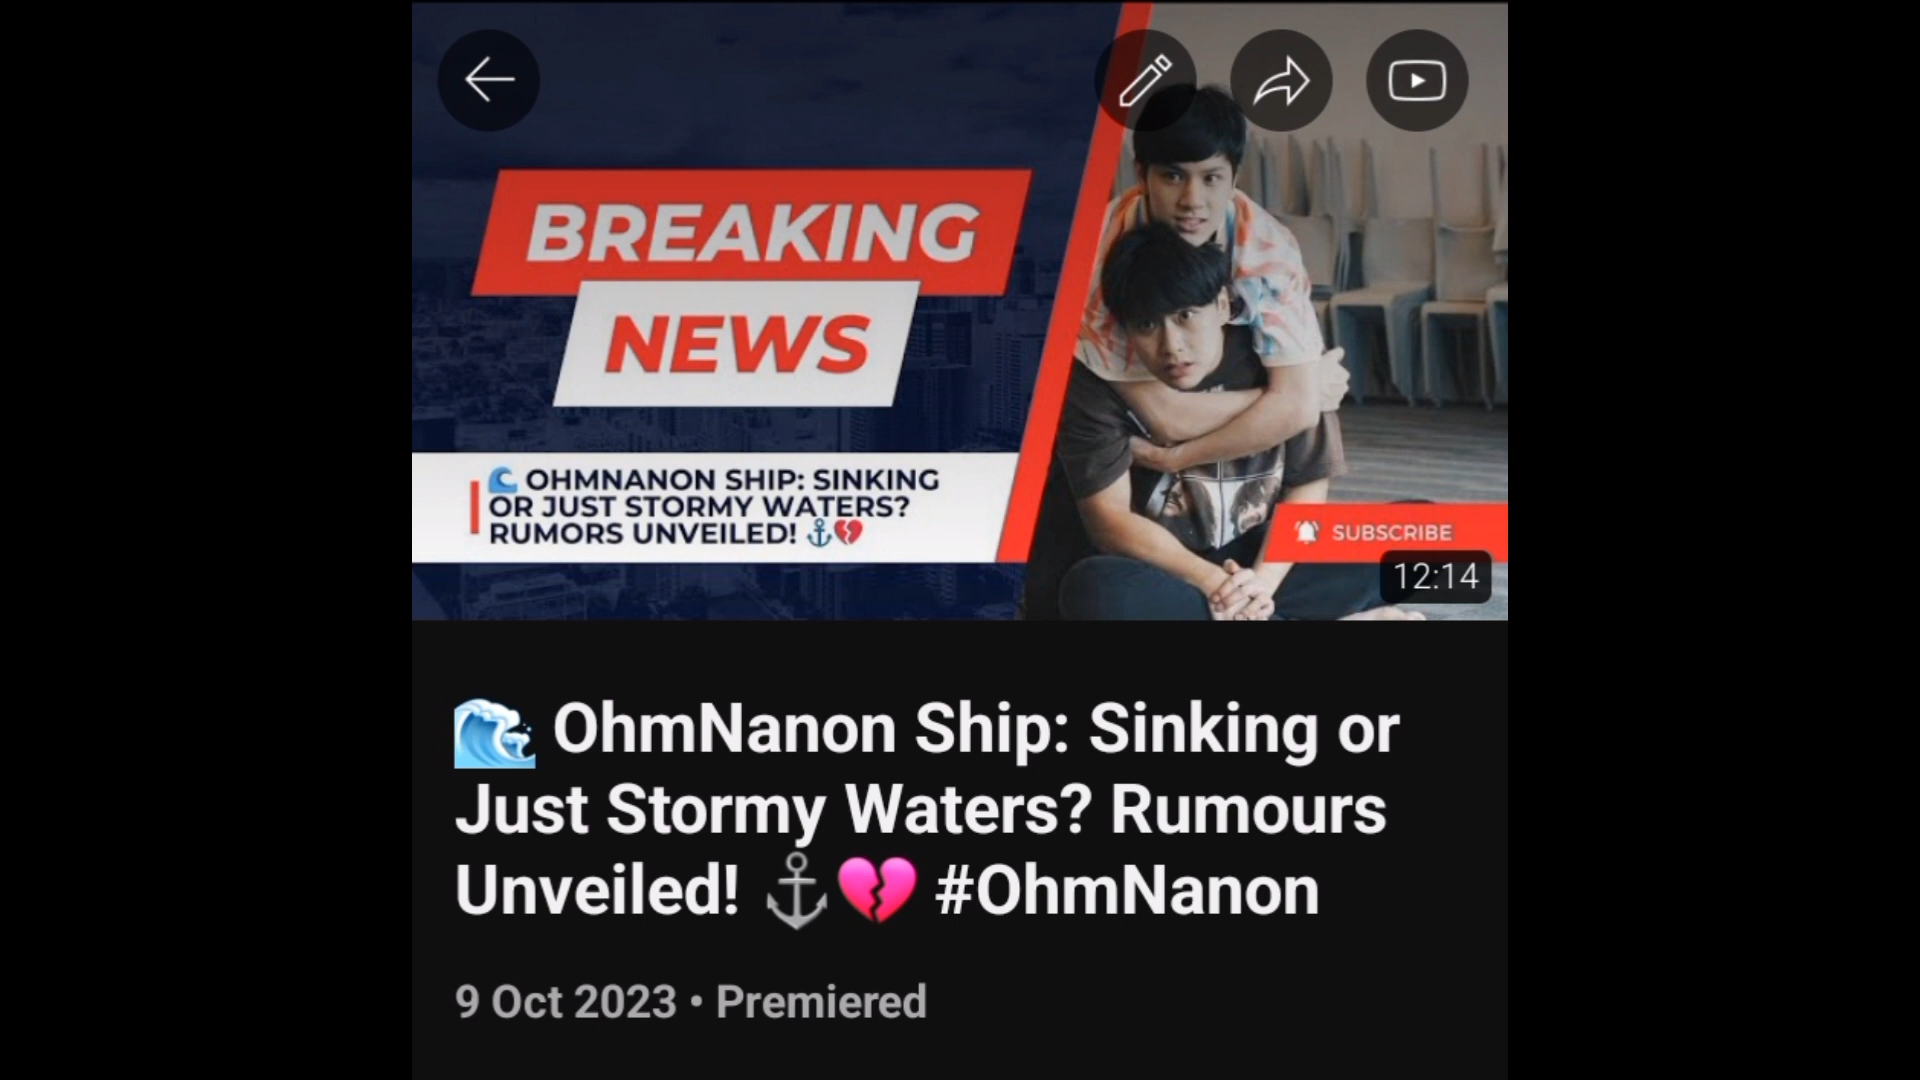 BREAKING
NEWS
🌊 OHMNANON SHIP: SINKING
OR JUST STORMY WATERS?
RUMORS UNVEILED! ⚓💔
SUBSCRIBE
12:14
🌊 OhmNanon Ship: Sinking or
Just Stormy Waters? Rumours
Unveiled! ⚓💔 #OhmNanon
9 Oct 2023 • Premiered